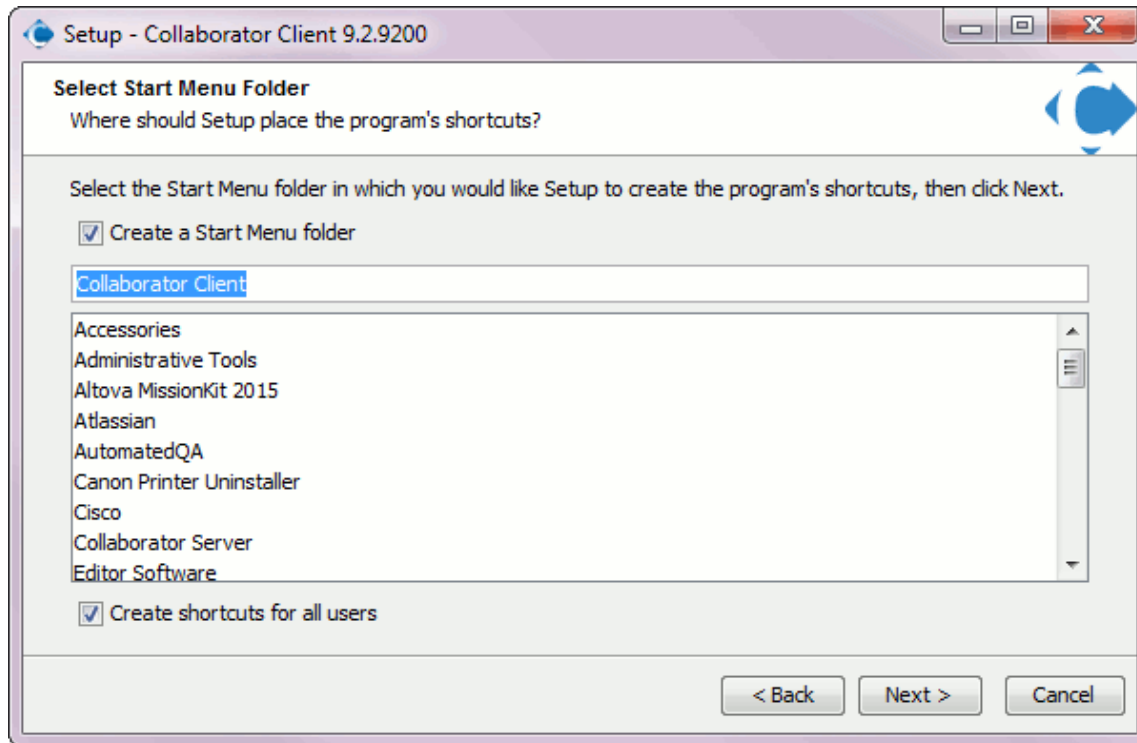 Setup - Collaborator Client 9.2.9200
Select Start Menu Folder
Where should Setup place the program's shortcuts?
Select the Start Menu folder in which you would like Setup to create the program's shortcuts, then click Next.
Create a Start Menu folder
Collaborator Client
Accessories
Administrative Tools
Altova MissionKit 2015
Atlassian
AutomatedQA
Canon Printer Uninstaller
Cisco
Collaborator Server
Editor Software
Create shortcuts for all users
< Back Next > Cancel